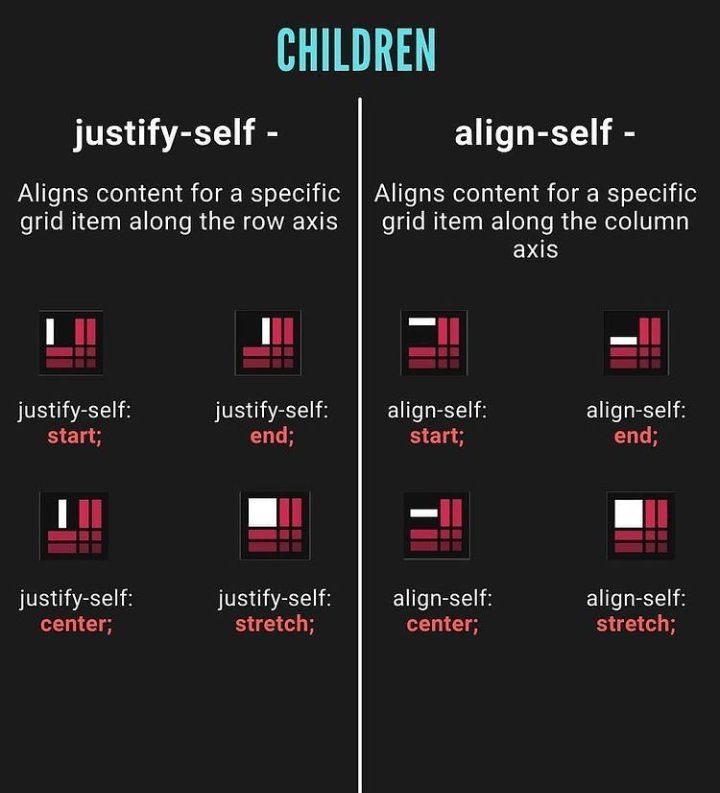 CHILDREN
justify-self -
Aligns content for a specific
grid item along the row axis
justify-self:
start;
justify-self:
end;
justify-self:
center;
justify-self:
stretch;
align-self -
Aligns content for a specific
grid item along the column
axis
align-self:
start;
align-self:
end;
align-self:
center;
align-self:
stretch;